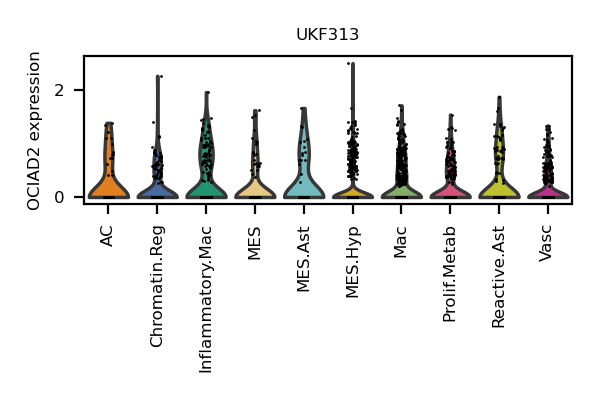 UKF313
OCIAD2 expression
2
0
AC
Chromatin.Reg
Inflammatory.Mac
MES
MES.Ast
MES.Hyp
Mac
Prolif.Metab
Reactive.Ast
Vasc